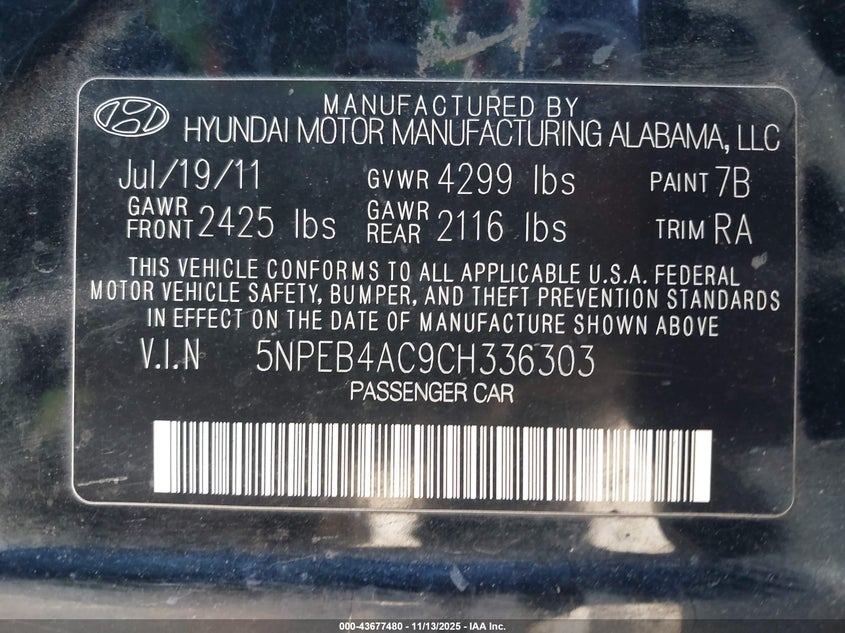 MANUFACTURED BY
HYUNDAI MOTOR MANUFACTURING ALABAMA, LLC
Jul/19/11 GVWR 4299 lbs PAINT 7B
GAWR FRONT 2425 lbs GAWR REAR 2116 lbs TRIM RA
THIS VEHICLE CONFORMS TO ALL APPLICABLE U.S.A. FEDERAL
MOTOR VEHICLE SAFETY, BUMPER, AND THEFT PREVENTION STANDARDS
IN EFFECT ON THE DATE OF MANUFACTURE SHOWN ABOVE
V.I.N 5NPEB4AC9CH336303
PASSENGER CAR
000-43677480 - 11/13/2025 - IAA Inc.